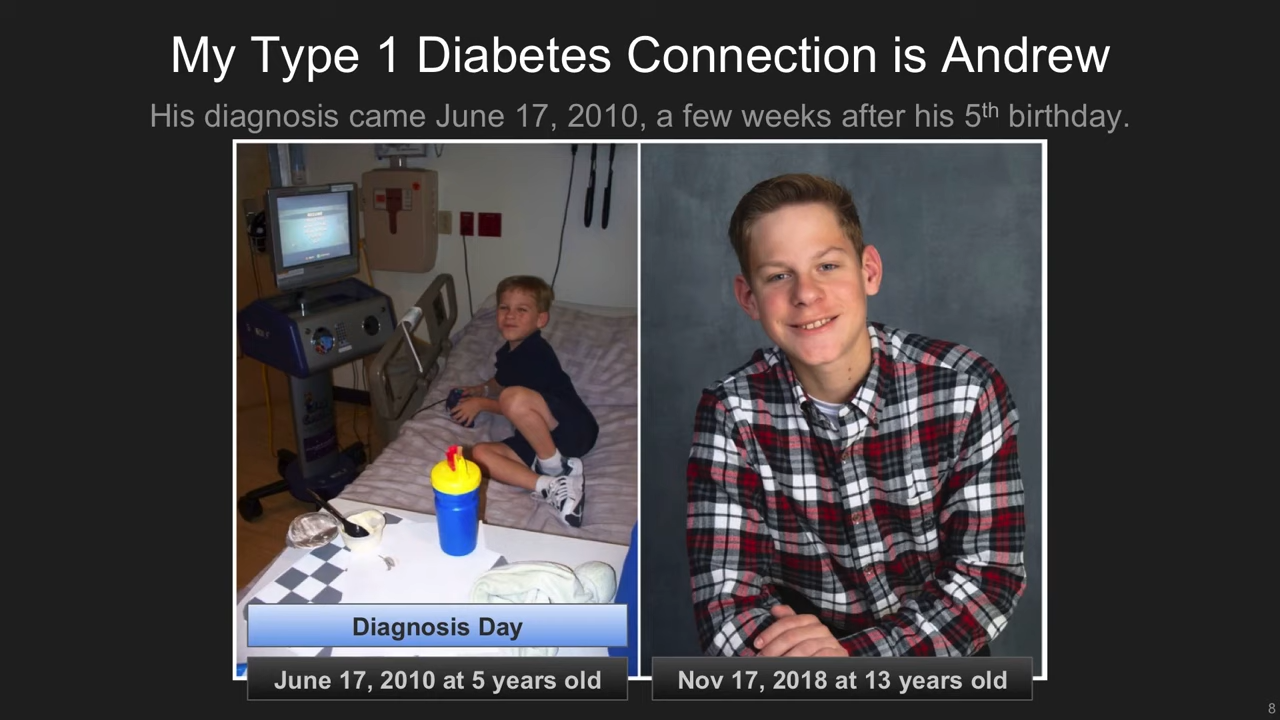 My Type 1 Diabetes Connection is Andrew
His diagnosis came June 17, 2010, a few weeks after his 5th birthday.
Diagnosis Day
June 17, 2010 at 5 years old
Nov 17, 2018 at 13 years old
8